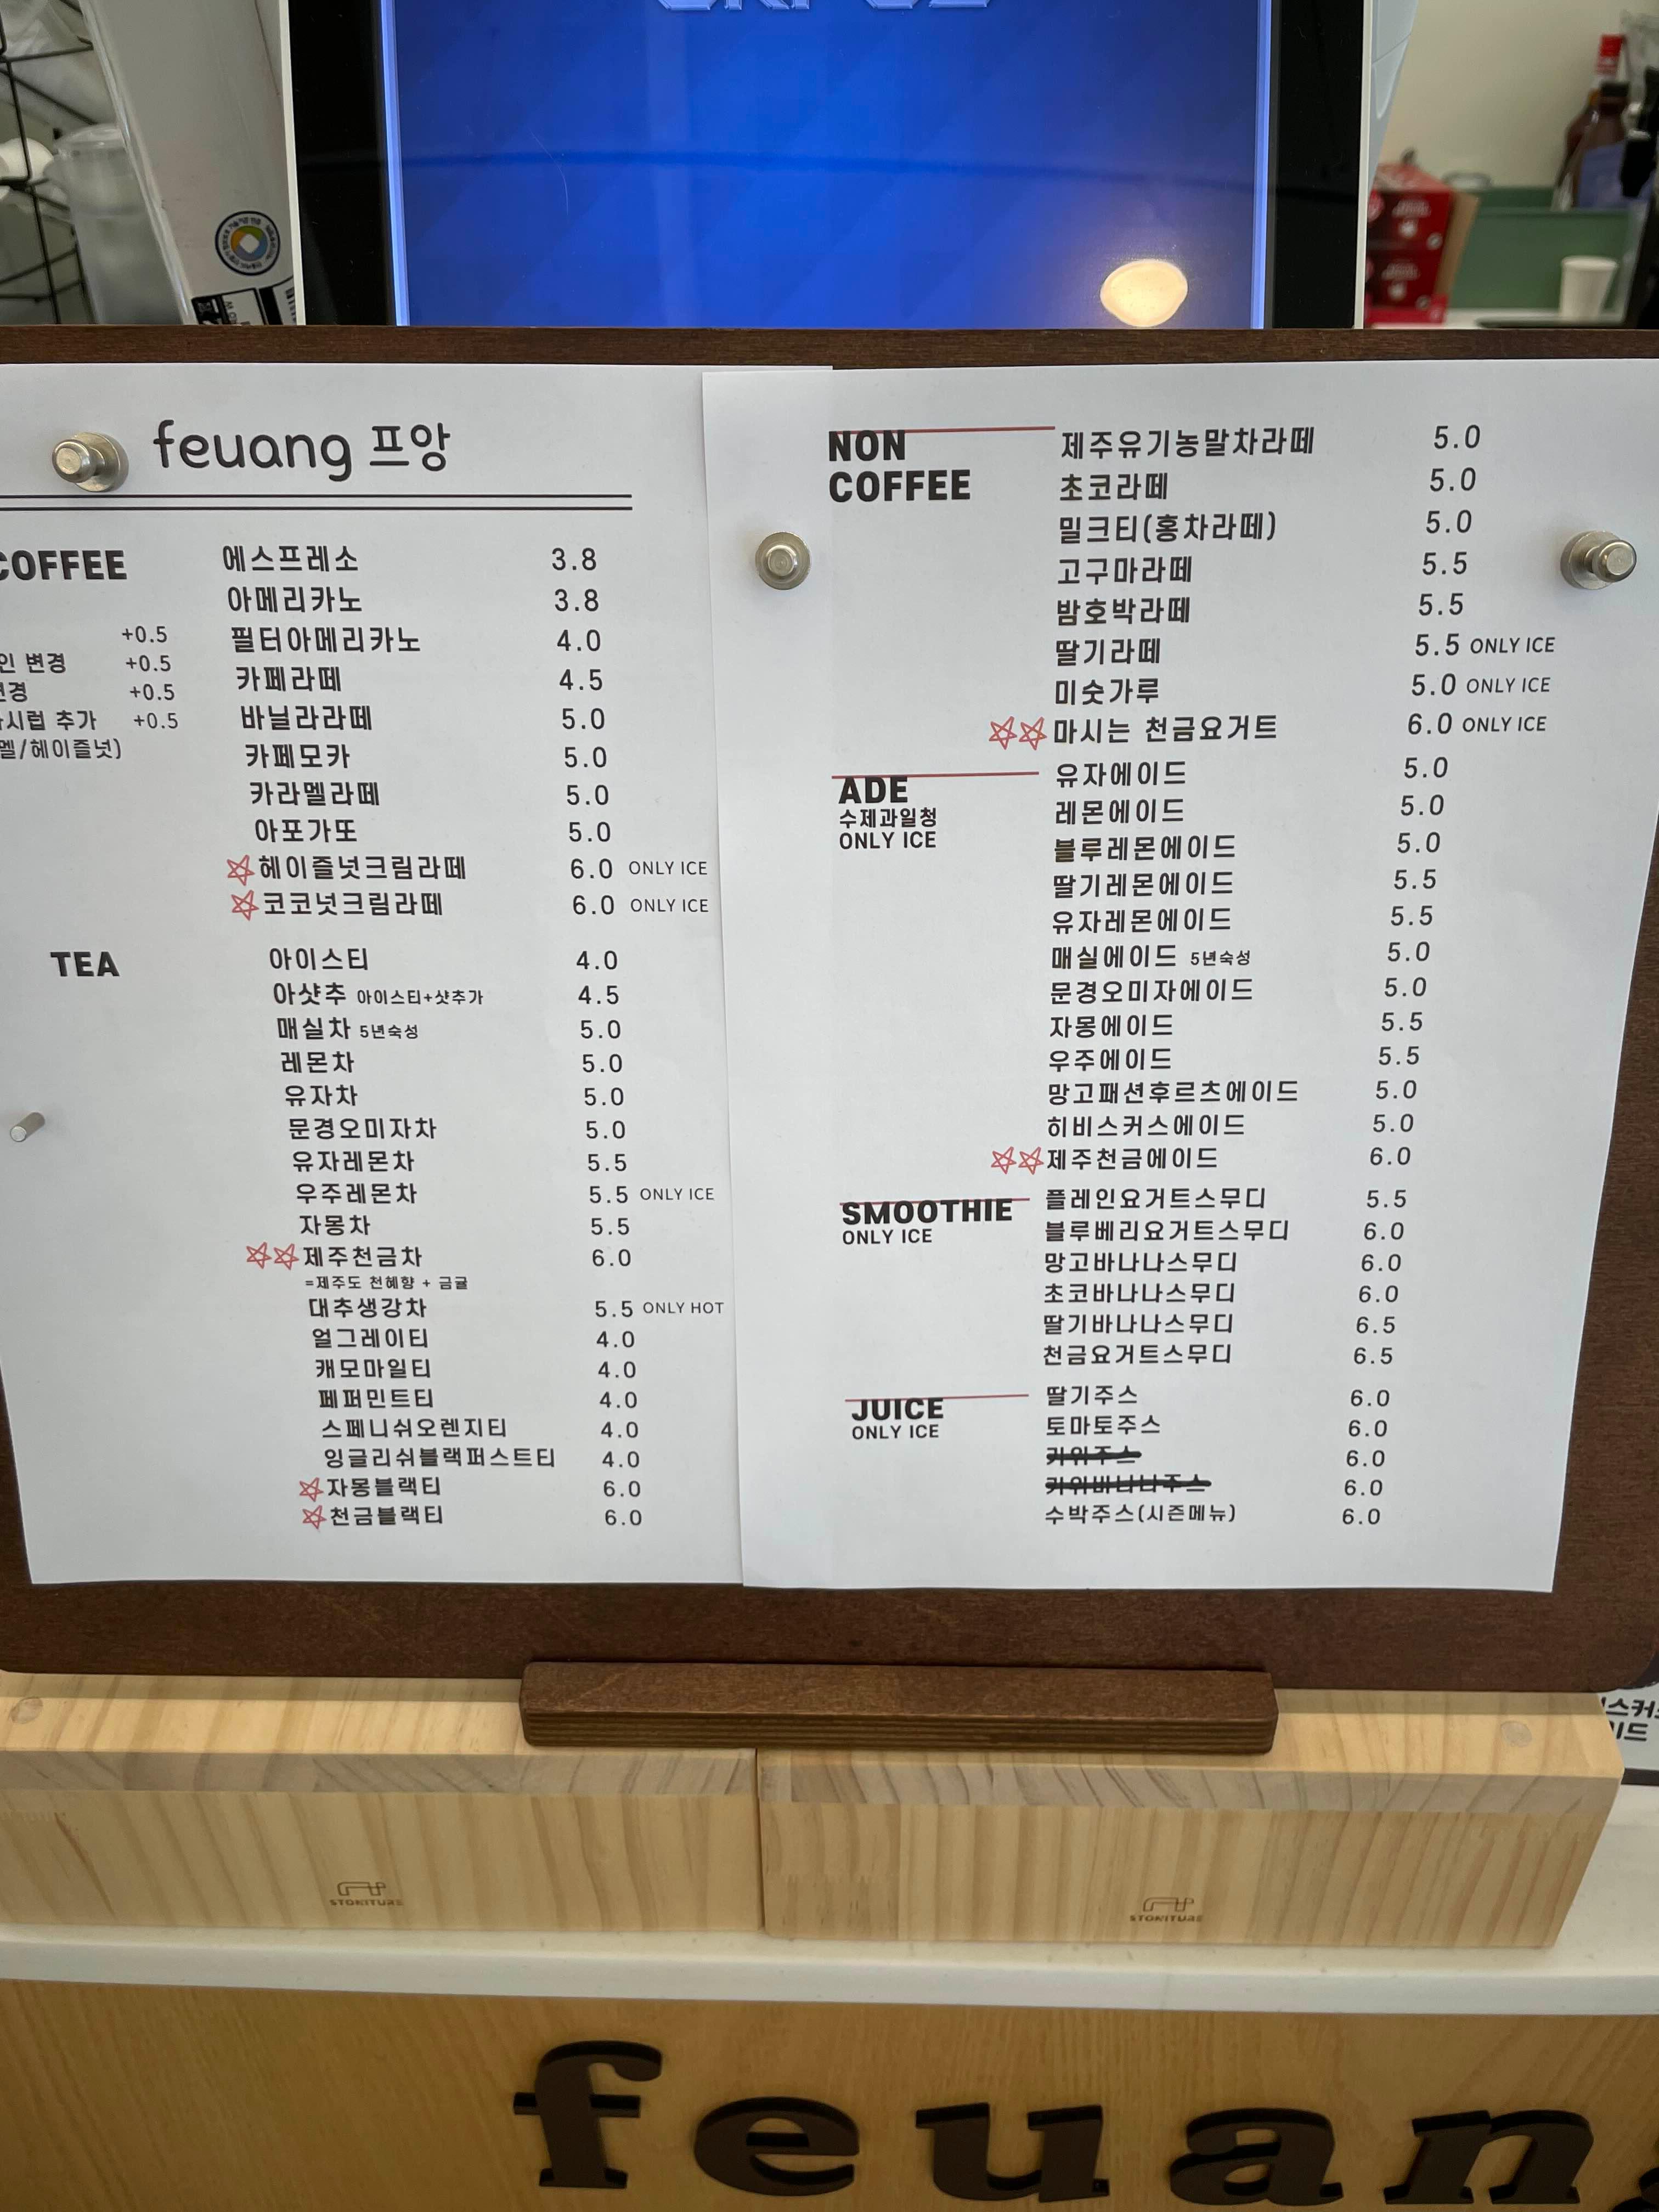 feuang 프앙
COFFEE
+0.5
인 변경 +0.5
변경 +0.5
시럽 추가 +0.5
멜/헤이즐넛)
에스프레소 3.8
아메리카노 3.8
필터아메리카노 4.0
카페라떼 4.5
바닐라라떼 5.0
카페모카 5.0
카라멜라떼 5.0
아포가또 5.0
헤이즐넛크림라떼 6.0 ONLY ICE
코코넛크림라떼 6.0 ONLY ICE
TEA
아이스티 4.0
아샷추 아이스티+샷추가 4.5
매실차 5년숙성 5.0
레몬차 5.0
유자차 5.0
문경오미자차 5.0
유자레몬차 5.5
우주레몬차 5.5 ONLY ICE
자몽차 5.5
제주천금차 6.0
=제주도 천혜향 + 금귤
대추생강차 5.5 ONLY HOT
얼그레이티 4.0
캐모마일티 4.0
페퍼민트티 4.0
스페니쉬오렌지티 4.0
잉글리쉬블랙퍼스트티 4.0
자몽블랙티 6.0
천금블랙티 6.0
NON
COFFEE
제주유기농말차라떼 5.0
초코라떼 5.0
밀크티(홍차라떼) 5.0
고구마라떼 5.5
밤호박라떼 5.5
딸기라떼 5.5 ONLY ICE
미숫가루 5.0 ONLY ICE
마시는 천금요거트 6.0 ONLY ICE
ADE
수제과일청
ONLY ICE
유자에이드 5.0
레몬에이드 5.0
블루레몬에이드 5.0
딸기레몬에이드 5.5
유자레몬에이드 5.5
매실에이드 5년숙성 5.0
문경오미자에이드 5.0
자몽에이드 5.5
우주에이드 5.5
망고패션후르츠에이드 5.0
히비스커스에이드 5.0
제주천금에이드 6.0
SMOOTHIE
ONLY ICE
플레인요거트스무디 5.5
블루베리요거트스무디 6.0
망고바나나스무디 6.0
초코바나나스무디 6.0
딸기바나나스무디 6.5
천금요거트스무디 6.5
JUICE
ONLY ICE
딸기주스 6.0
토마토주스 6.0
키위주스 6.0
키위바나나주스 6.0
수박주스(시즌메뉴) 6.0
STONITURE
STONITURE
feuan